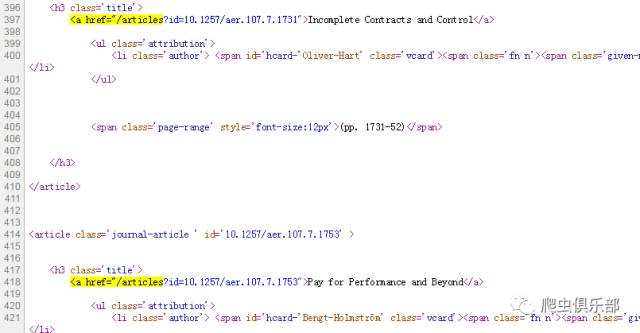 396 <h3 class='title'>
397 <a href="/articles?id=10.1257/aer.107.7.1731">Incomplete Contracts and Control</a>
398
399 <ul class='attribution'>
400 <li class='author'> <span id='hcard-'Oliver-Hart' class='vcard'><span class='fn n'><span class='given-n
</li>
401 </ul>
402
403
404
405 <span class='page-range' style='font-size:12px'>(pp. 1731-52)</span>
406
407
408 </h3>
409
410 </article>
411
412
413
414 <article class='journal-article ' id='10.1257/aer.107.7.1753' >
415
416
417 <h3 class='title'>
418 <a href="/articles?id=10.1257/aer.107.7.1753">Pay for Performance and Beyond</a>
419
420 <ul class='attribution'>
421 <li class='author'> <span id='hcard-'Bengt-Holmström' class='vcard'><span class='fn n'><span class='giv
</li>
爬虫俱乐部